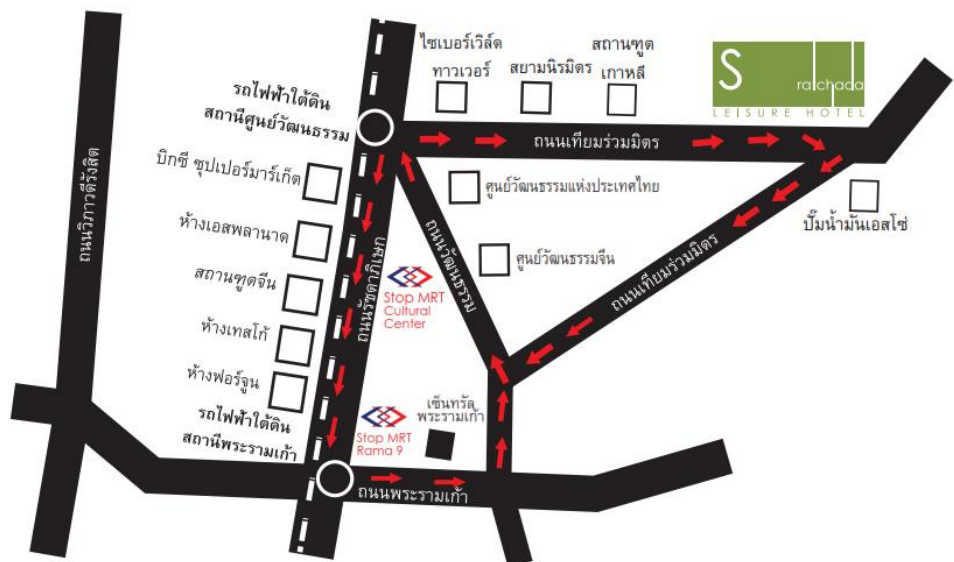 ไซเบอร์เวิล์ด
ทาวเวอร์
สยามนิรมิตร
สถานฑูต
เกาหลี
S
ratchada
LEISURE HOTEL
รถไฟฟ้าใต้ดิน
สถานีศูนย์วัฒนธรรม
ถนนเทียมร่วมมิตร
บิกซี ซุปเปอร์มาร์เก็ต
ศูนย์วัฒนธรรมแห่งประเทศไทย
ปั๊มน้ำมันเอสโซ่
ถนนวิภาวดีรังสิต
ห้างเอสพลานาด
ศูนย์วัฒนธรรมจีน
ถนนวัฒนธรรม
ถนนรัชดาภิเษก
ถนนเทียมร่วมมิตร
สถานฑูตจีน
Stop MRT
Cultural
Center
ห้างเทสโก้
ห้างฟอร์จูน
เซ็นทรัล
พระรามเก้า
รถไฟฟ้าใต้ดิน
สถานีพระรามเก้า
Stop MRT
Rama 9
ถนนพระรามเก้า